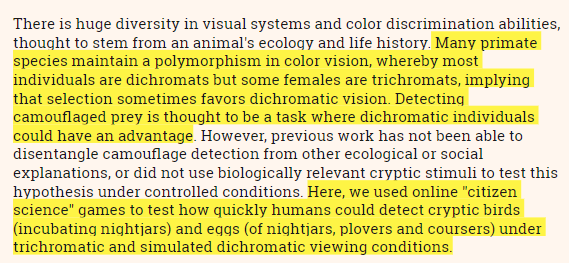 There is huge diversity in visual systems and color discrimination abilities,
thought to stem from an animal's ecology and life history. Many primate
species maintain a polymorphism in color vision, whereby most
individuals are dichromats but some females are trichromats, implying
that selection sometimes favors dichromatic vision. Detecting
camouflaged prey is thought to be a task where dichromatic individuals
could have an advantage. However, previous work has not been able to
disentangle camouflage detection from other ecological or social
explanations, or did not use biologically relevant cryptic stimuli to test this
hypothesis under controlled conditions. Here, we used online "citizen
science" games to test how quickly humans could detect cryptic birds
(incubating nightjars) and eggs (of nightjars, plovers and coursers) under
trichromatic and simulated dichromatic viewing conditions.